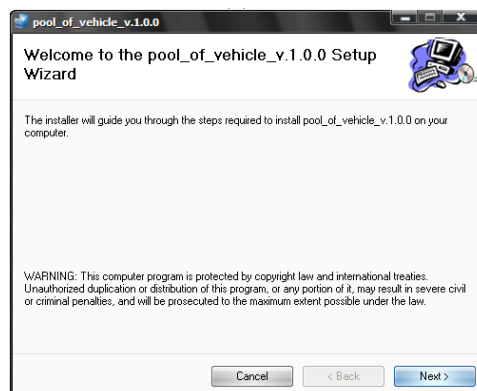 pool_of_vehicle_v.1.0.0
Welcome to the pool_of_vehicle_v.1.0.0 Setup
Wizard
The installer will guide you through the steps required to install pool_of_vehicle_v.1.0.0 on your
computer.
WARNING: This computer program is protected by copyright law and international treaties.
Unauthorized duplication or distribution of this program, or any portion of it, may result in severe civil
or criminal penalties, and will be prosecuted to the maximum extent possible under the law.
Cancel < Back Next >